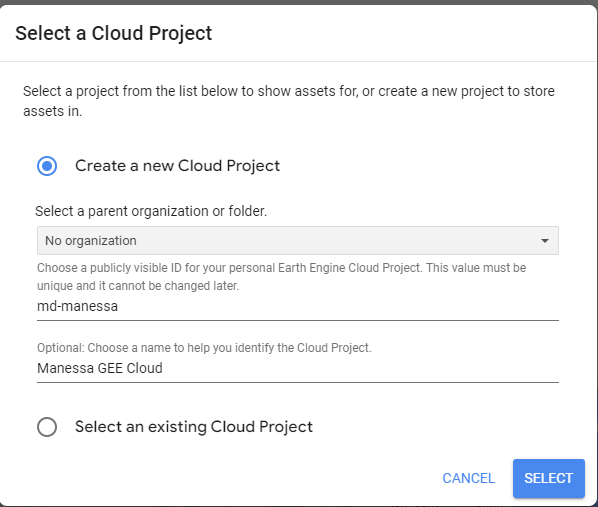 Select a Cloud Project
Select a project from the list below to show assets for, or create a new project to store
assets in.
Create a new Cloud Project
Select a parent organization or folder.
No organization
Choose a publicly visible ID for your personal Earth Engine Cloud Project. This value must be
unique and it cannot be changed later.
md-manessa
Optional: Choose a name to help you identify the Cloud Project.
Manessa GEE Cloud
Select an existing Cloud Project
CANCEL SELECT